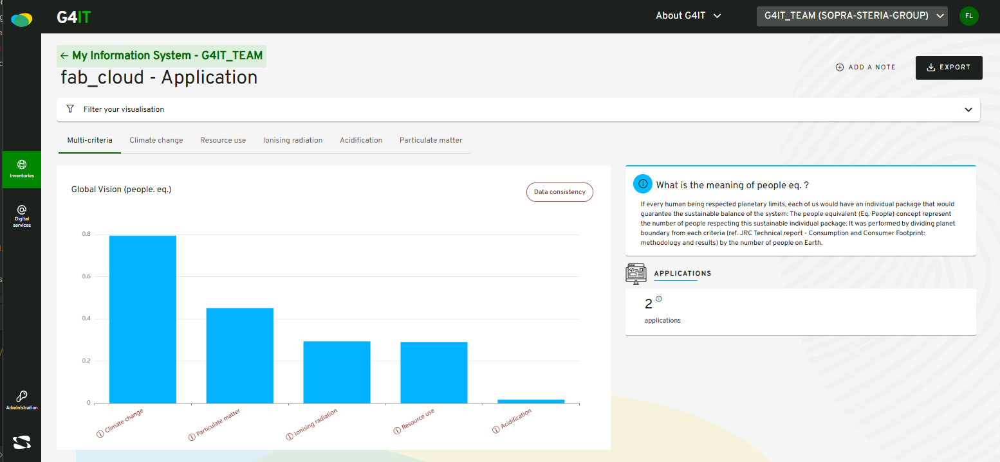 G4IT
About G4IT
G4IT_TEAM (SOPRA-STERIA-GROUP)
FL
← My Information System - G4IT_TEAM
fab_cloud - Application
ADD A NOTE
EXPORT
Filter your visualisation
Multi-criteria
Climate change
Resource use
Ionising radiation
Acidification
Particulate matter
Inventories
Digital
services
Administration
Global Vision (people. eq.)
Data consistency
0.8
0.6
0.4
0.2
0
Climate change
Particulate matter
Ionising radiation
Resource use
Acidification
What is the meaning of people eq. ?
If every human being respected planetary limits, each of us would have an individual package that would
guarantee the sustainable balance of the system: The people equivalent (Eq. People) concept represent
the number of people respecting this sustainable individual package. It was performed by dividing planet
boundary from each criteria (ref. JRC Technical report - Consumption and Consumer Footprint:
methodology and results) by the number of people on Earth.
APPLICATIONS
2
applications